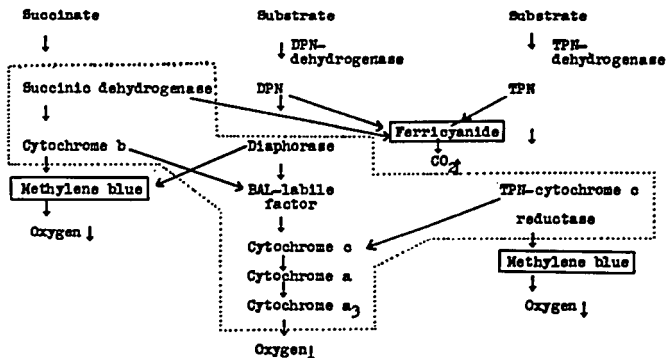 Succinate
Substrate
Substrate
DPN-
dehydrogenase
TPN-
dehydrogenase
Succinic dehydrogenase
DPN
TPN
Ferricyanide
CO2
Cytochrome b
Diaphorase
Methylene blue
BAL-labile
factor
TPN-cytochrome c
reductase
Oxygen
Cytochrome c
Cytochrome a
Methylene blue
Cytochrome a3
Oxygen
Oxygen